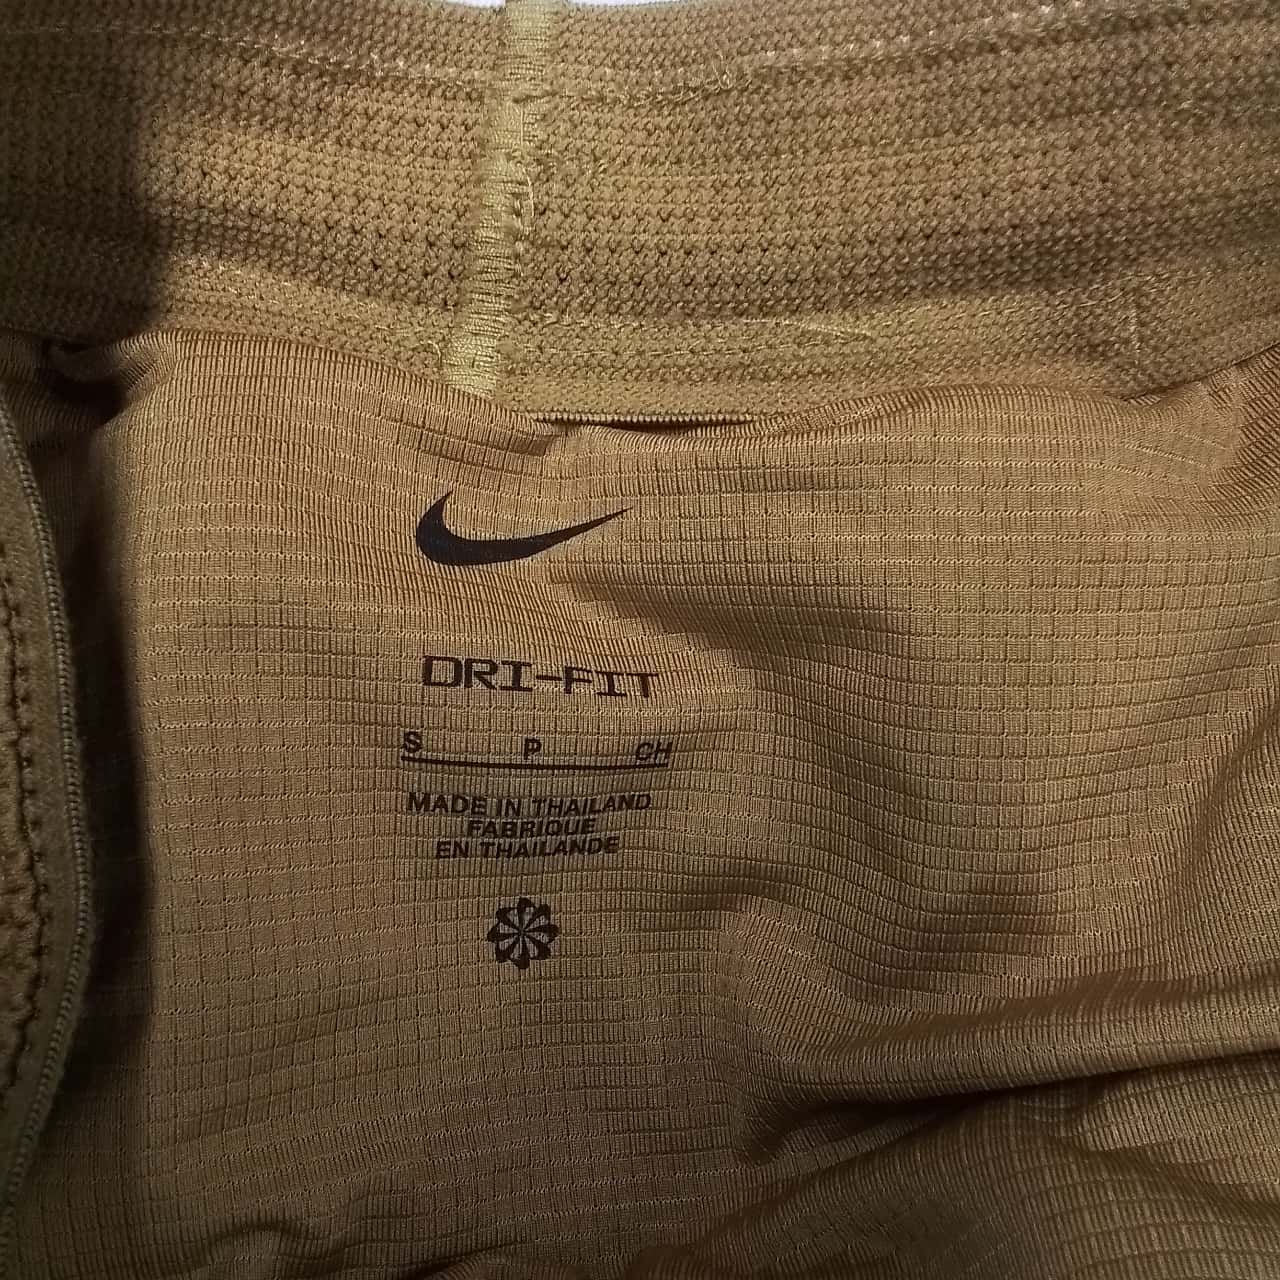 DRI-FIT
S P CH
MADE IN THAILAND
FABRIQUE
EN THAILANDE